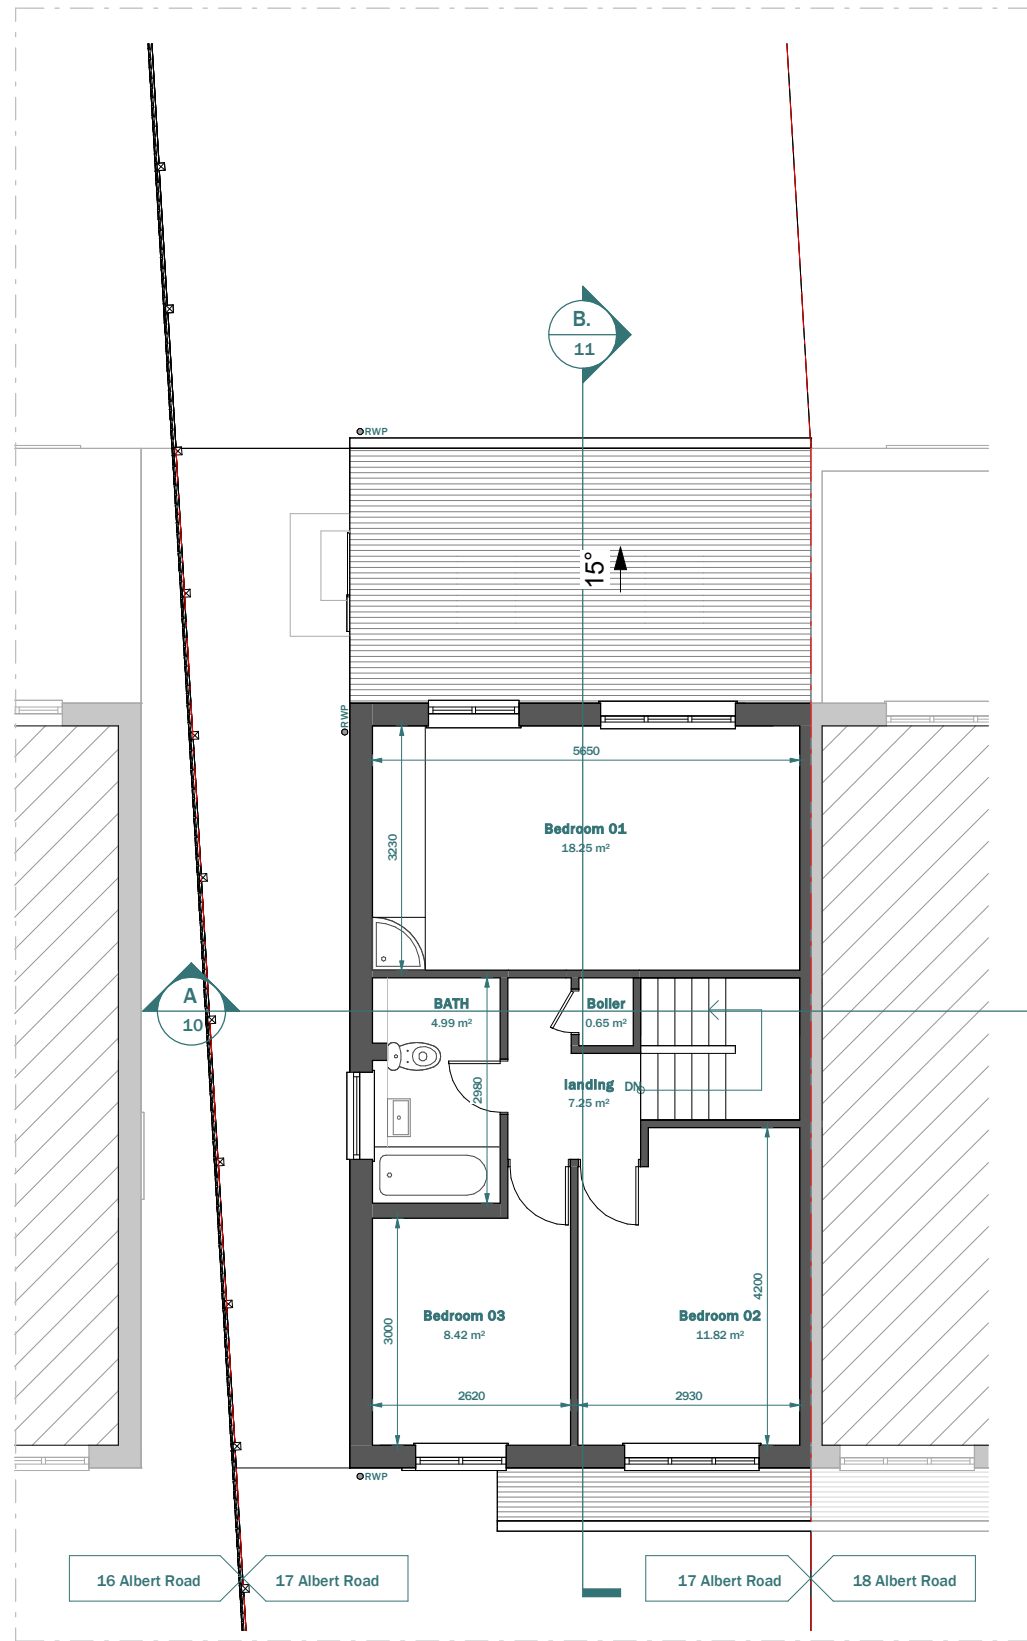 B.
11
RWP
15°
RWP
5650
Bedroom 01
18.25 m²
3230
A
10
BATH
4.99 m²
Boiler
0.65 m²
landing
7.25 m²
DN
2980
Bedroom 03
8.42 m²
3000
2620
Bedroom 02
11.82 m²
4200
2930
RWP
16 Albert Road
17 Albert Road
17 Albert Road
18 Albert Road